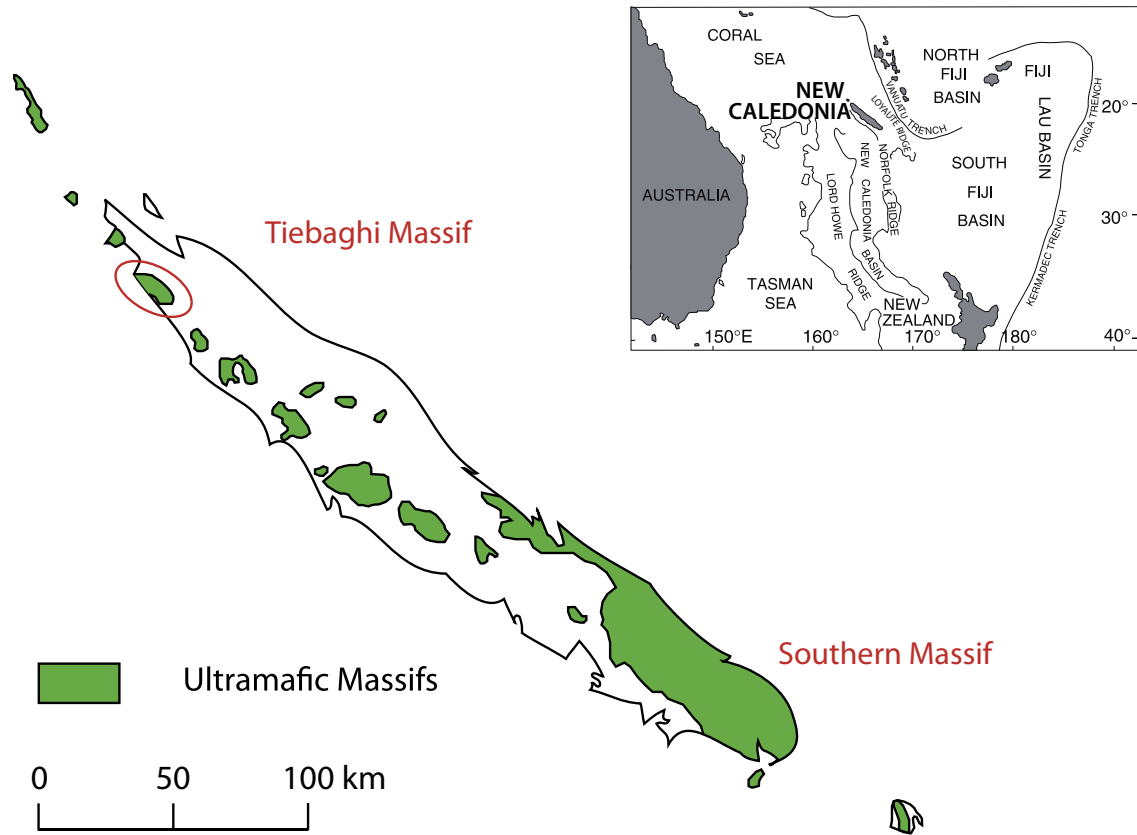 Tiebaghi Massif
Southern Massif
Ultramafic Massifs
0 50 100 km
CORAL
SEA
NEW
CALEDONIA
VANUATU TRENCH
LOYAUTE RIDGE
NORTH
FIJI
BASIN
FIJI
LAU BASIN
TONGA TRENCH
20°
AUSTRALIA
LORD HOWE
RIDGE
NEW
CALEDONIA
BASIN
NORFOLK RIDGE
SOUTH
FIJI
BASIN
30°
KERMADEC TRENCH
TASMAN
SEA
NEW
ZEALAND
150°E 160° 170° 180° 40°